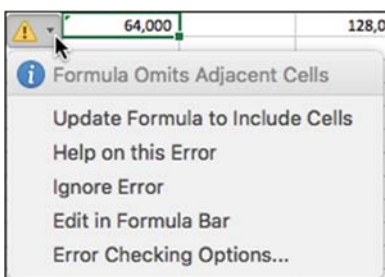 64,000 128,0
Formula Omits Adjacent Cells
Update Formula to Include Cells
Help on this Error
Ignore Error
Edit in Formula Bar
Error Checking Options...